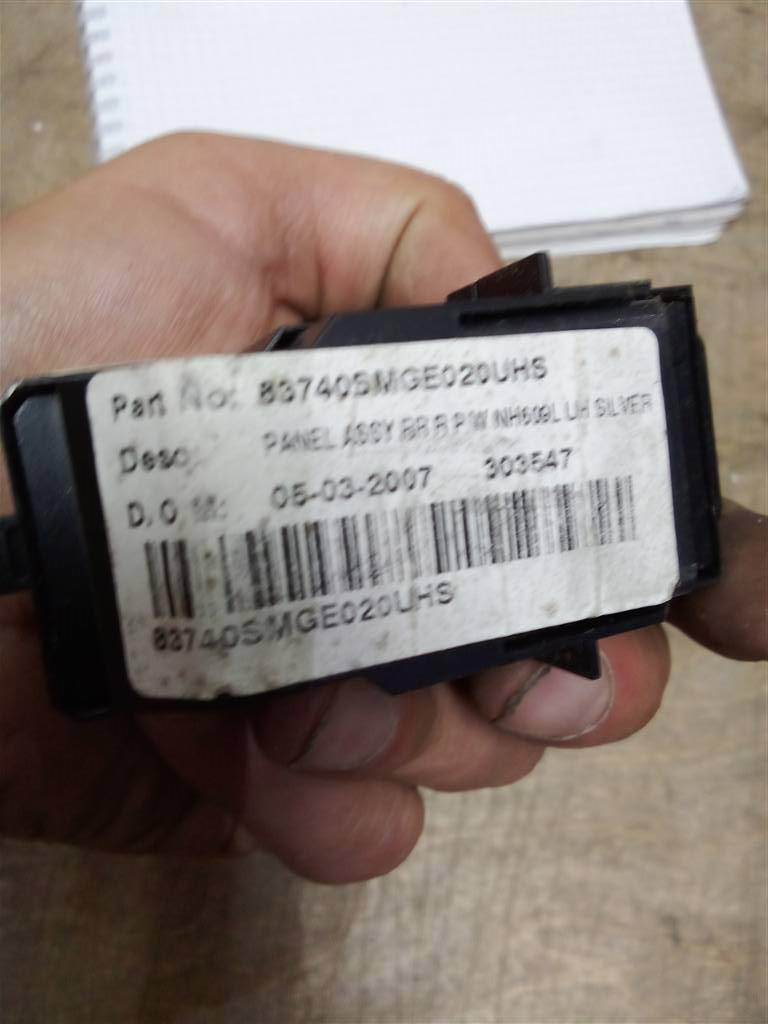 Part No: 83740SMGE020UHS
Desc PANEL ASSY RR R P.W NH609L LH SILVER
D.O.M: 05-03-2007 303547
83740SMGE020UHS